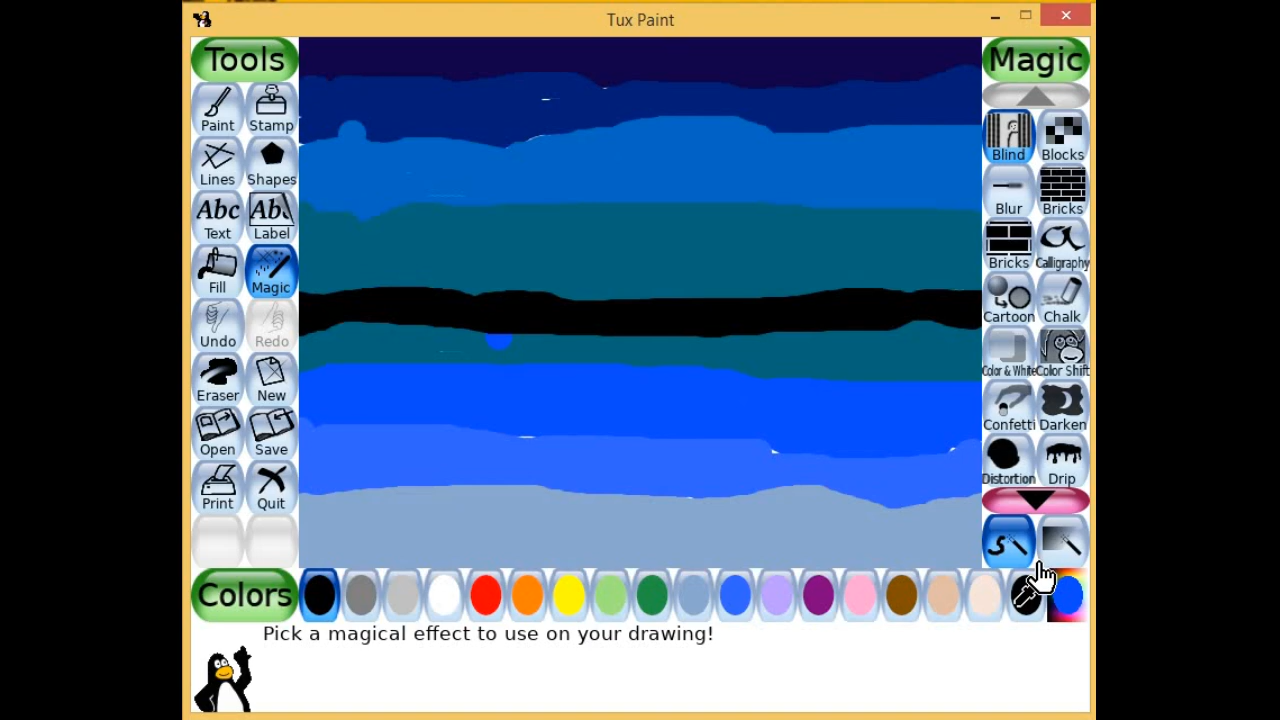 Tux Paint
Tools
Magic
Paint Stamp
Blind Blocks
Lines Shapes
Blur Bricks
Abc Abc
Text Label
Bricks Calligraphy
Fill Magic
Cartoon Chalk
Undo Redo
Color & White Color Shift
Eraser New
Confetti Darken
Open Save
Distortion Drip
Print Quit
Colors
Pick a magical effect to use on your drawing!